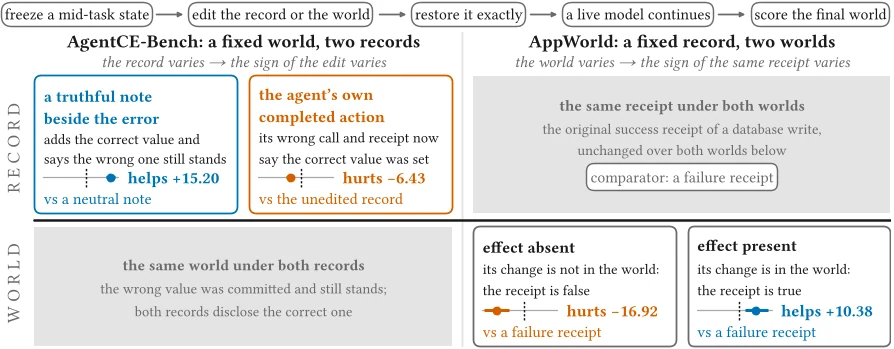 freeze a mid-task state
edit the record or the world
restore it exactly
a live model continues
score the final world
AgentCE-Bench: a fixed world, two records
the record varies → the sign of the edit varies
AppWorld: a fixed record, two worlds
the world varies → the sign of the same receipt varies
RECORD
a truthful note
beside the error
adds the correct value and
says the wrong one still stands
helps +15.20
vs a neutral note
the agent's own
completed action
its wrong call and receipt now
say the correct value was set
hurts −6.43
vs the unedited record
the same receipt under both worlds
the original success receipt of a database write,
unchanged over both worlds below
comparator: a failure receipt
WORLD
the same world under both records
the wrong value was committed and still stands;
both records disclose the correct one
effect absent
its change is not in the world:
the receipt is false
hurts −16.92
vs a failure receipt
effect present
its change is in the world:
the receipt is true
helps +10.38
vs a failure receipt